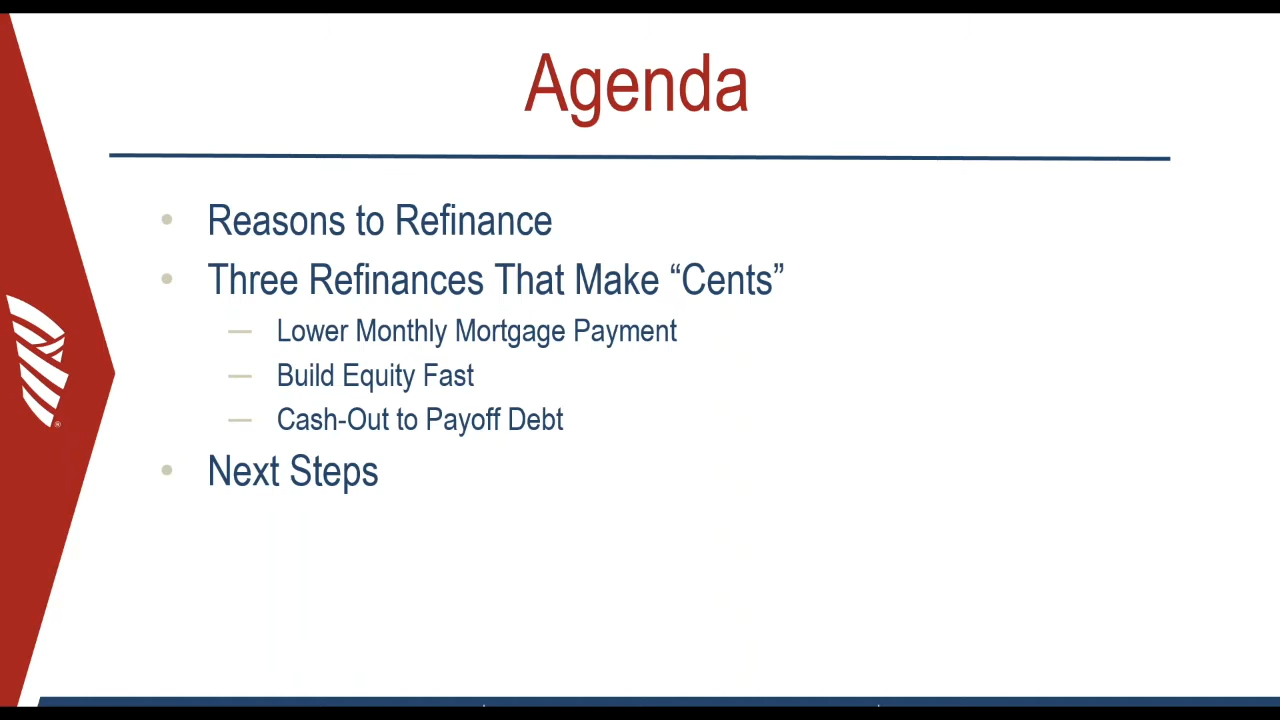 Agenda
• Reasons to Refinance
• Three Refinances That Make “Cents”
— Lower Monthly Mortgage Payment
— Build Equity Fast
— Cash-Out to Payoff Debt
• Next Steps
®